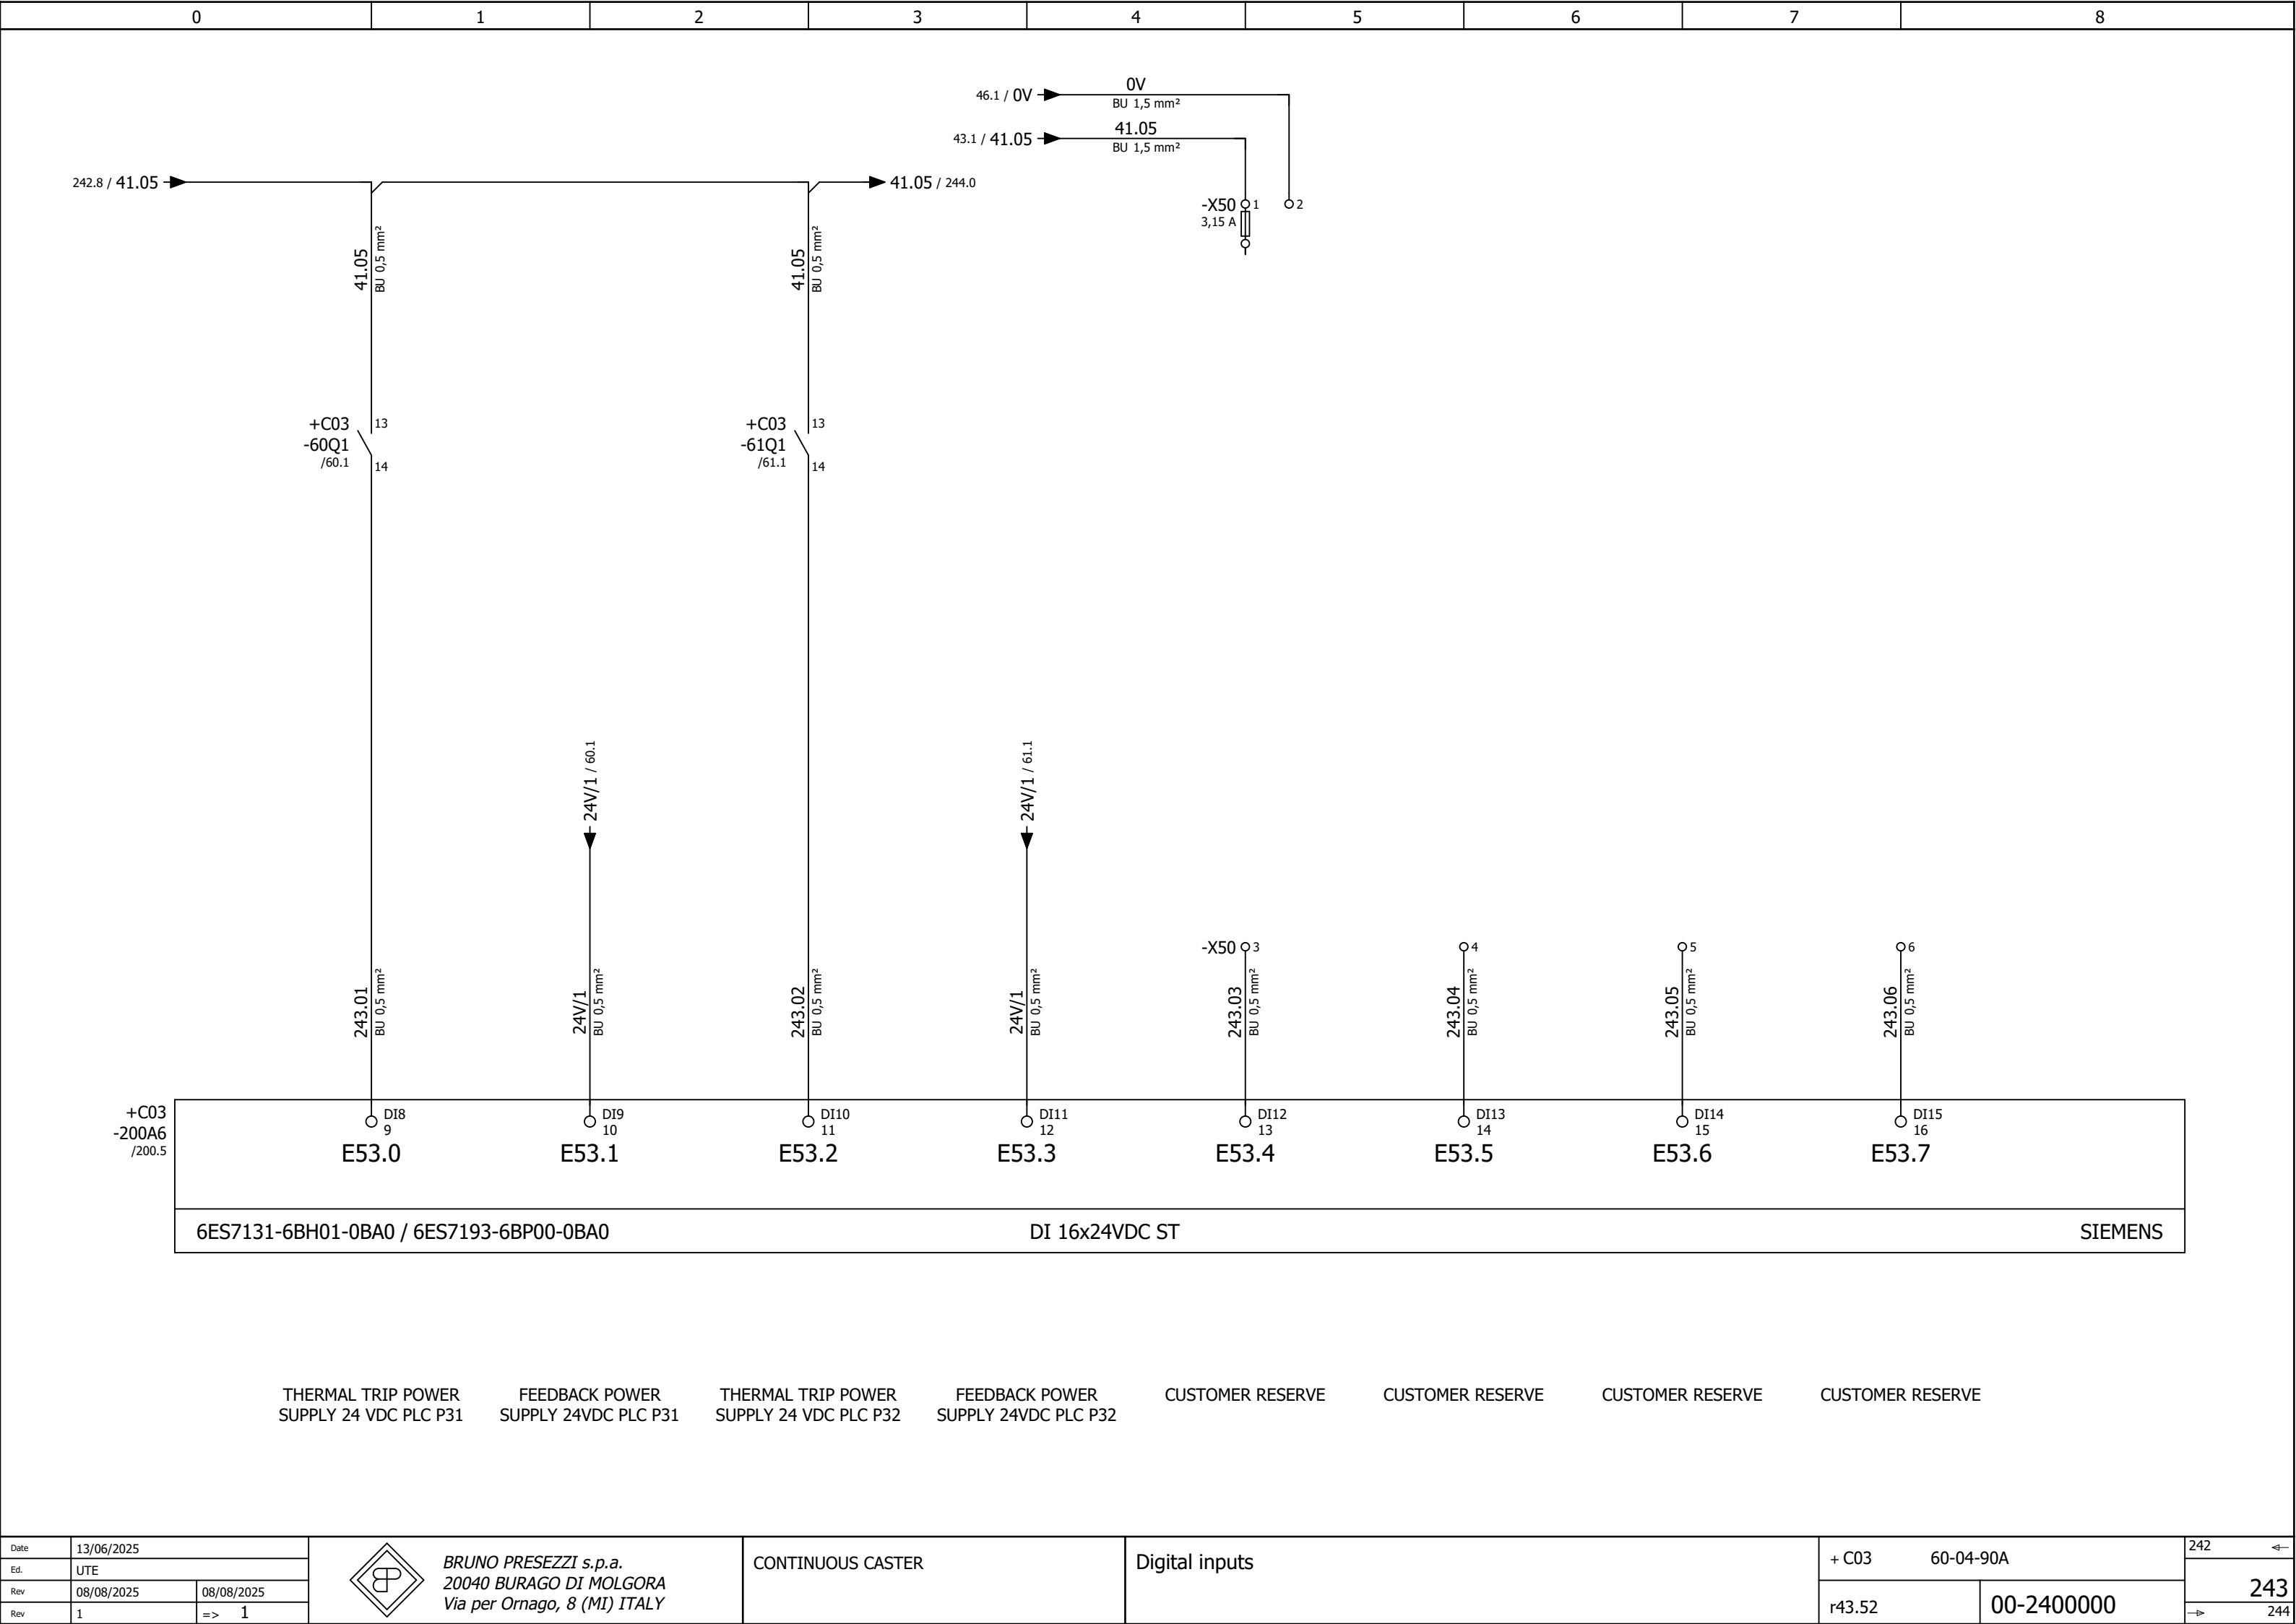 0 1 2 3 4 5 6 7 8
46.1 / 0V
0V
BU 1,5 mm²
43.1 / 41.05
41.05
BU 1,5 mm²
242.8 / 41.05
41.05 / 244.0
-X50 1 2
3,15 A
41.05
BU 0,5 mm²
41.05
BU 0,5 mm²
+C03 13
-60Q1
/60.1 14
+C03 13
-61Q1
/61.1 14
24V/1 / 60.1
24V/1 / 61.1
-X50 3 4 5 6
243.01
BU 0,5 mm²
24V/1
BU 0,5 mm²
243.02
BU 0,5 mm²
24V/1
BU 0,5 mm²
243.03
BU 0,5 mm²
243.04
BU 0,5 mm²
243.05
BU 0,5 mm²
243.06
BU 0,5 mm²
+C03
-200A6
/200.5
DI8 DI9 DI10 DI11 DI12 DI13 DI14 DI15
9 10 11 12 13 14 15 16
E53.0 E53.1 E53.2 E53.3 E53.4 E53.5 E53.6 E53.7
6ES7131-6BH01-0BA0 / 6ES7193-6BP00-0BA0 DI 16x24VDC ST SIEMENS
THERMAL TRIP POWER
SUPPLY 24 VDC PLC P31
FEEDBACK POWER
SUPPLY 24VDC PLC P31
THERMAL TRIP POWER
SUPPLY 24 VDC PLC P32
FEEDBACK POWER
SUPPLY 24VDC PLC P32
CUSTOMER RESERVE
CUSTOMER RESERVE
CUSTOMER RESERVE
CUSTOMER RESERVE
Date 13/06/2025
Ed. UTE
Rev 08/08/2025 08/08/2025
Rev 1 => 1
BRUNO PRESEZZI s.p.a.
20040 BURAGO DI MOLGORA
Via per Ornago, 8 (MI) ITALY
CONTINUOUS CASTER
Digital inputs
+ C03 60-04-90A
r43.52 00-2400000
242
243
244